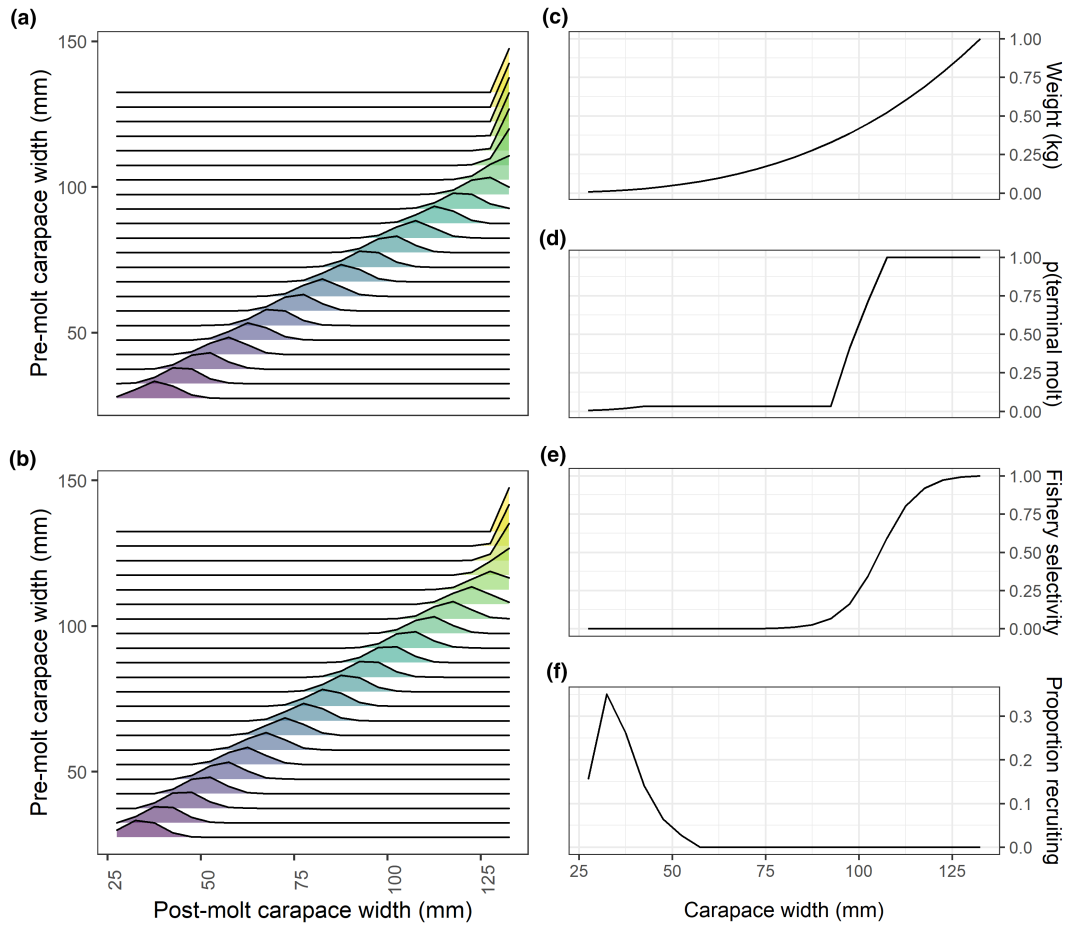 (a)
Pre-molt carapace width (mm)
150
100
50
(b)
Pre-molt carapace width (mm)
150
100
50
25
50
75
100
125
Post-molt carapace width (mm)
(c)
1.00
0.75
0.50
0.25
0.00
Weight (kg)
(d)
1.00
0.75
0.50
0.25
0.00
p(terminal molt)
(e)
1.00
0.75
0.50
0.25
0.00
Fishery selectivity
(f)
0.3
0.2
0.1
0.0
Proportion recruiting
25
50
75
100
125
Carapace width (mm)